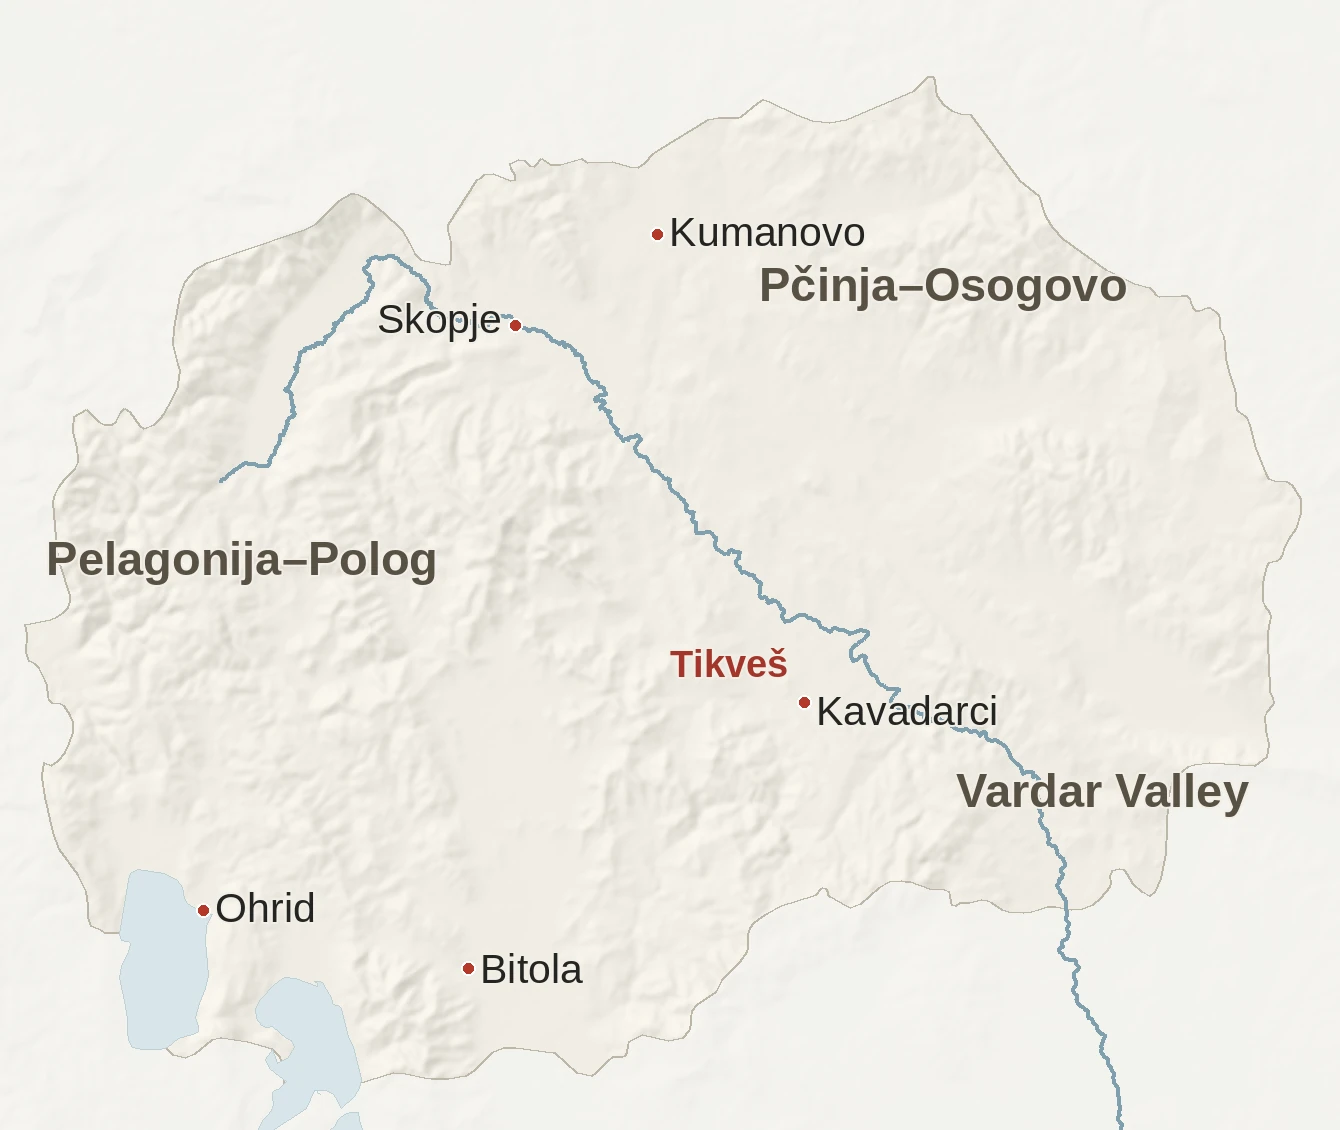 Kumanovo
Pčinja–Osogovo
Skopje
Pelagonija–Polog
Tikveš
Kavadarci
Vardar Valley
Ohrid
Bitola